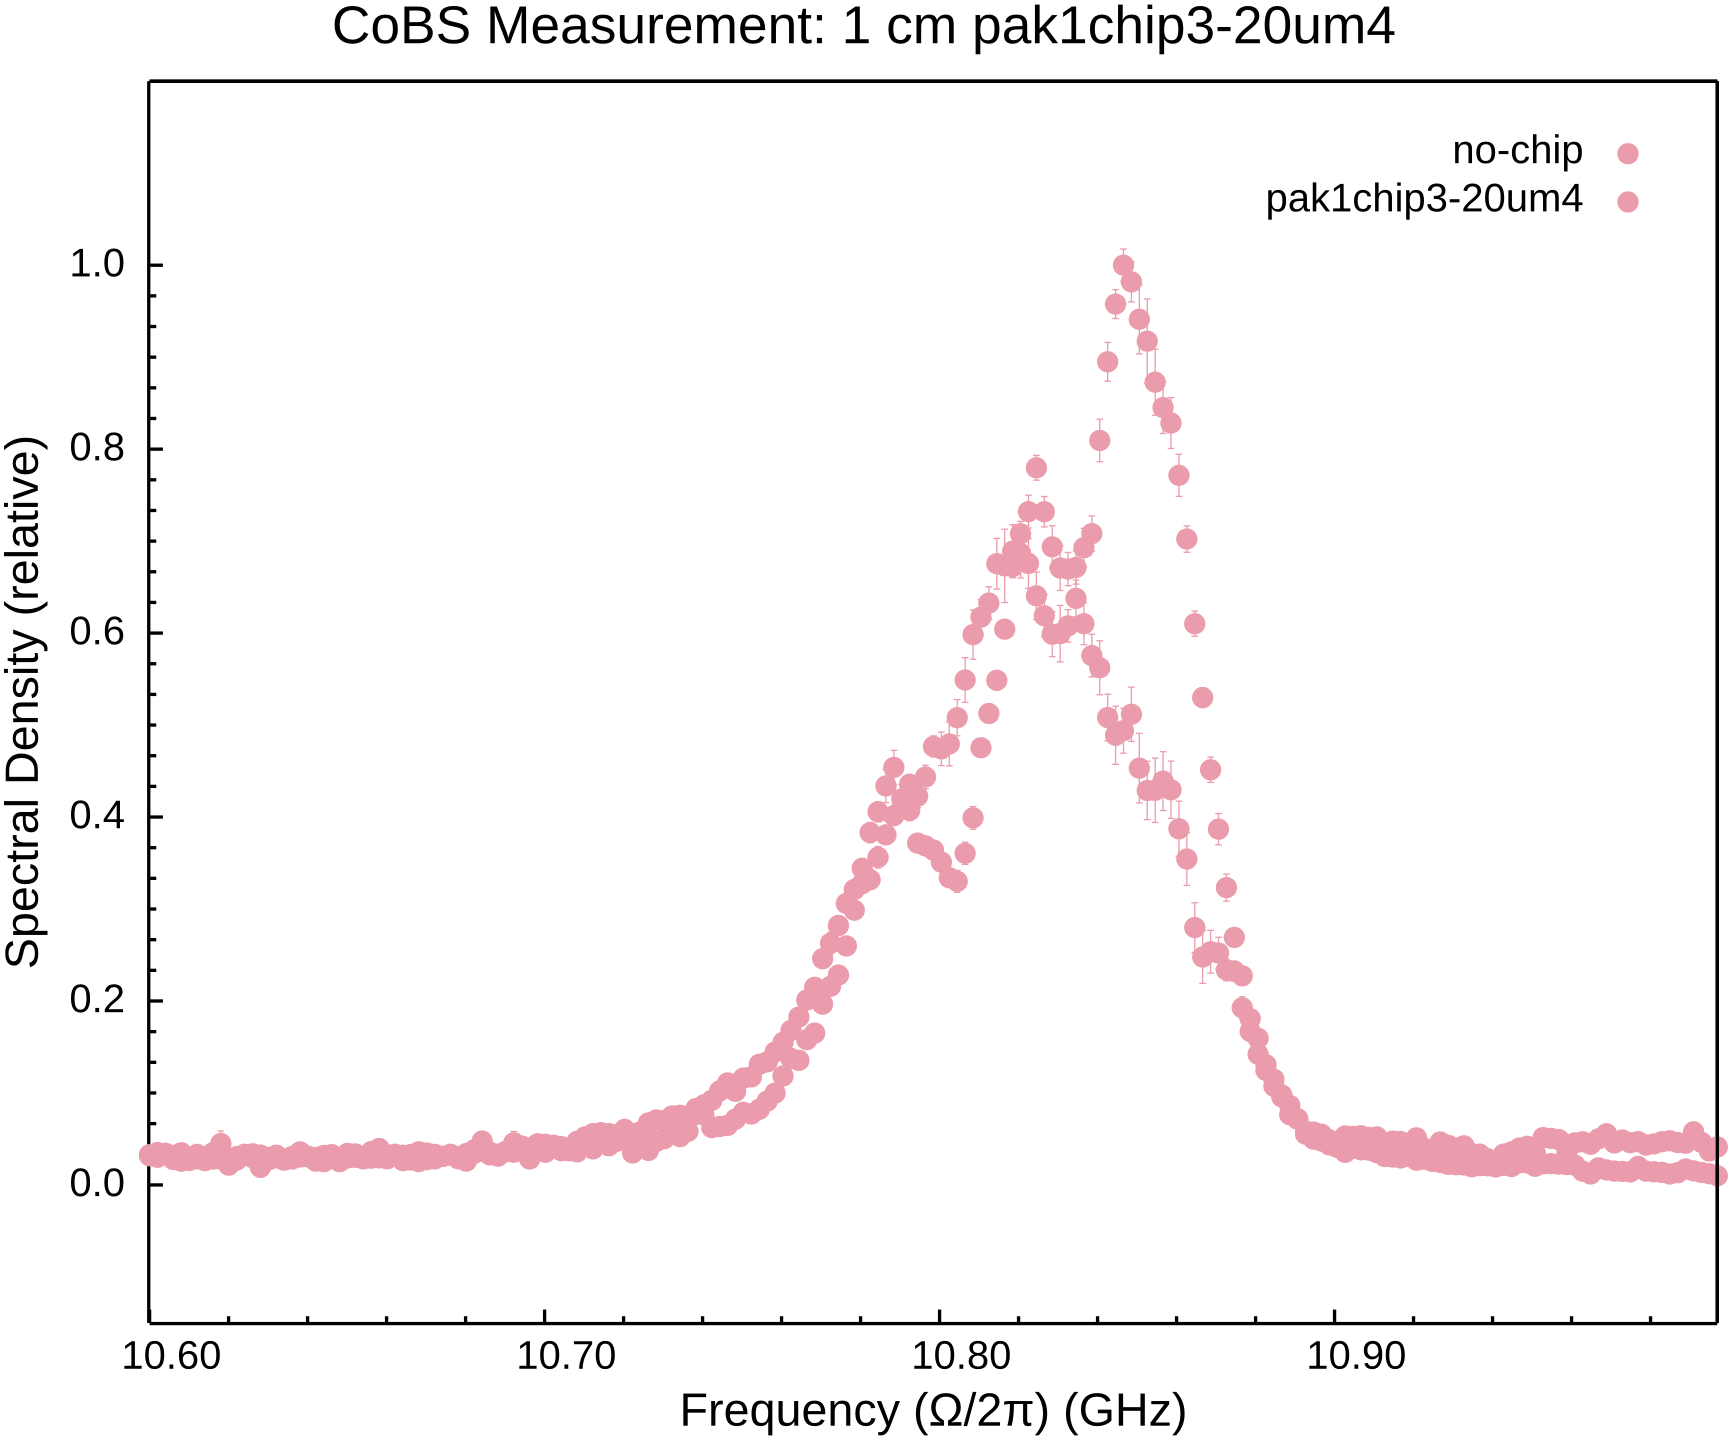 CoBS Measurement: 1 cm pak1chip3-20um4
no-chip
pak1chip3-20um4
1.0
0.8
0.6
0.4
0.2
0.0
Spectral Density (relative)
10.60 10.70 10.80 10.90
Frequency (Ω/2π) (GHz)